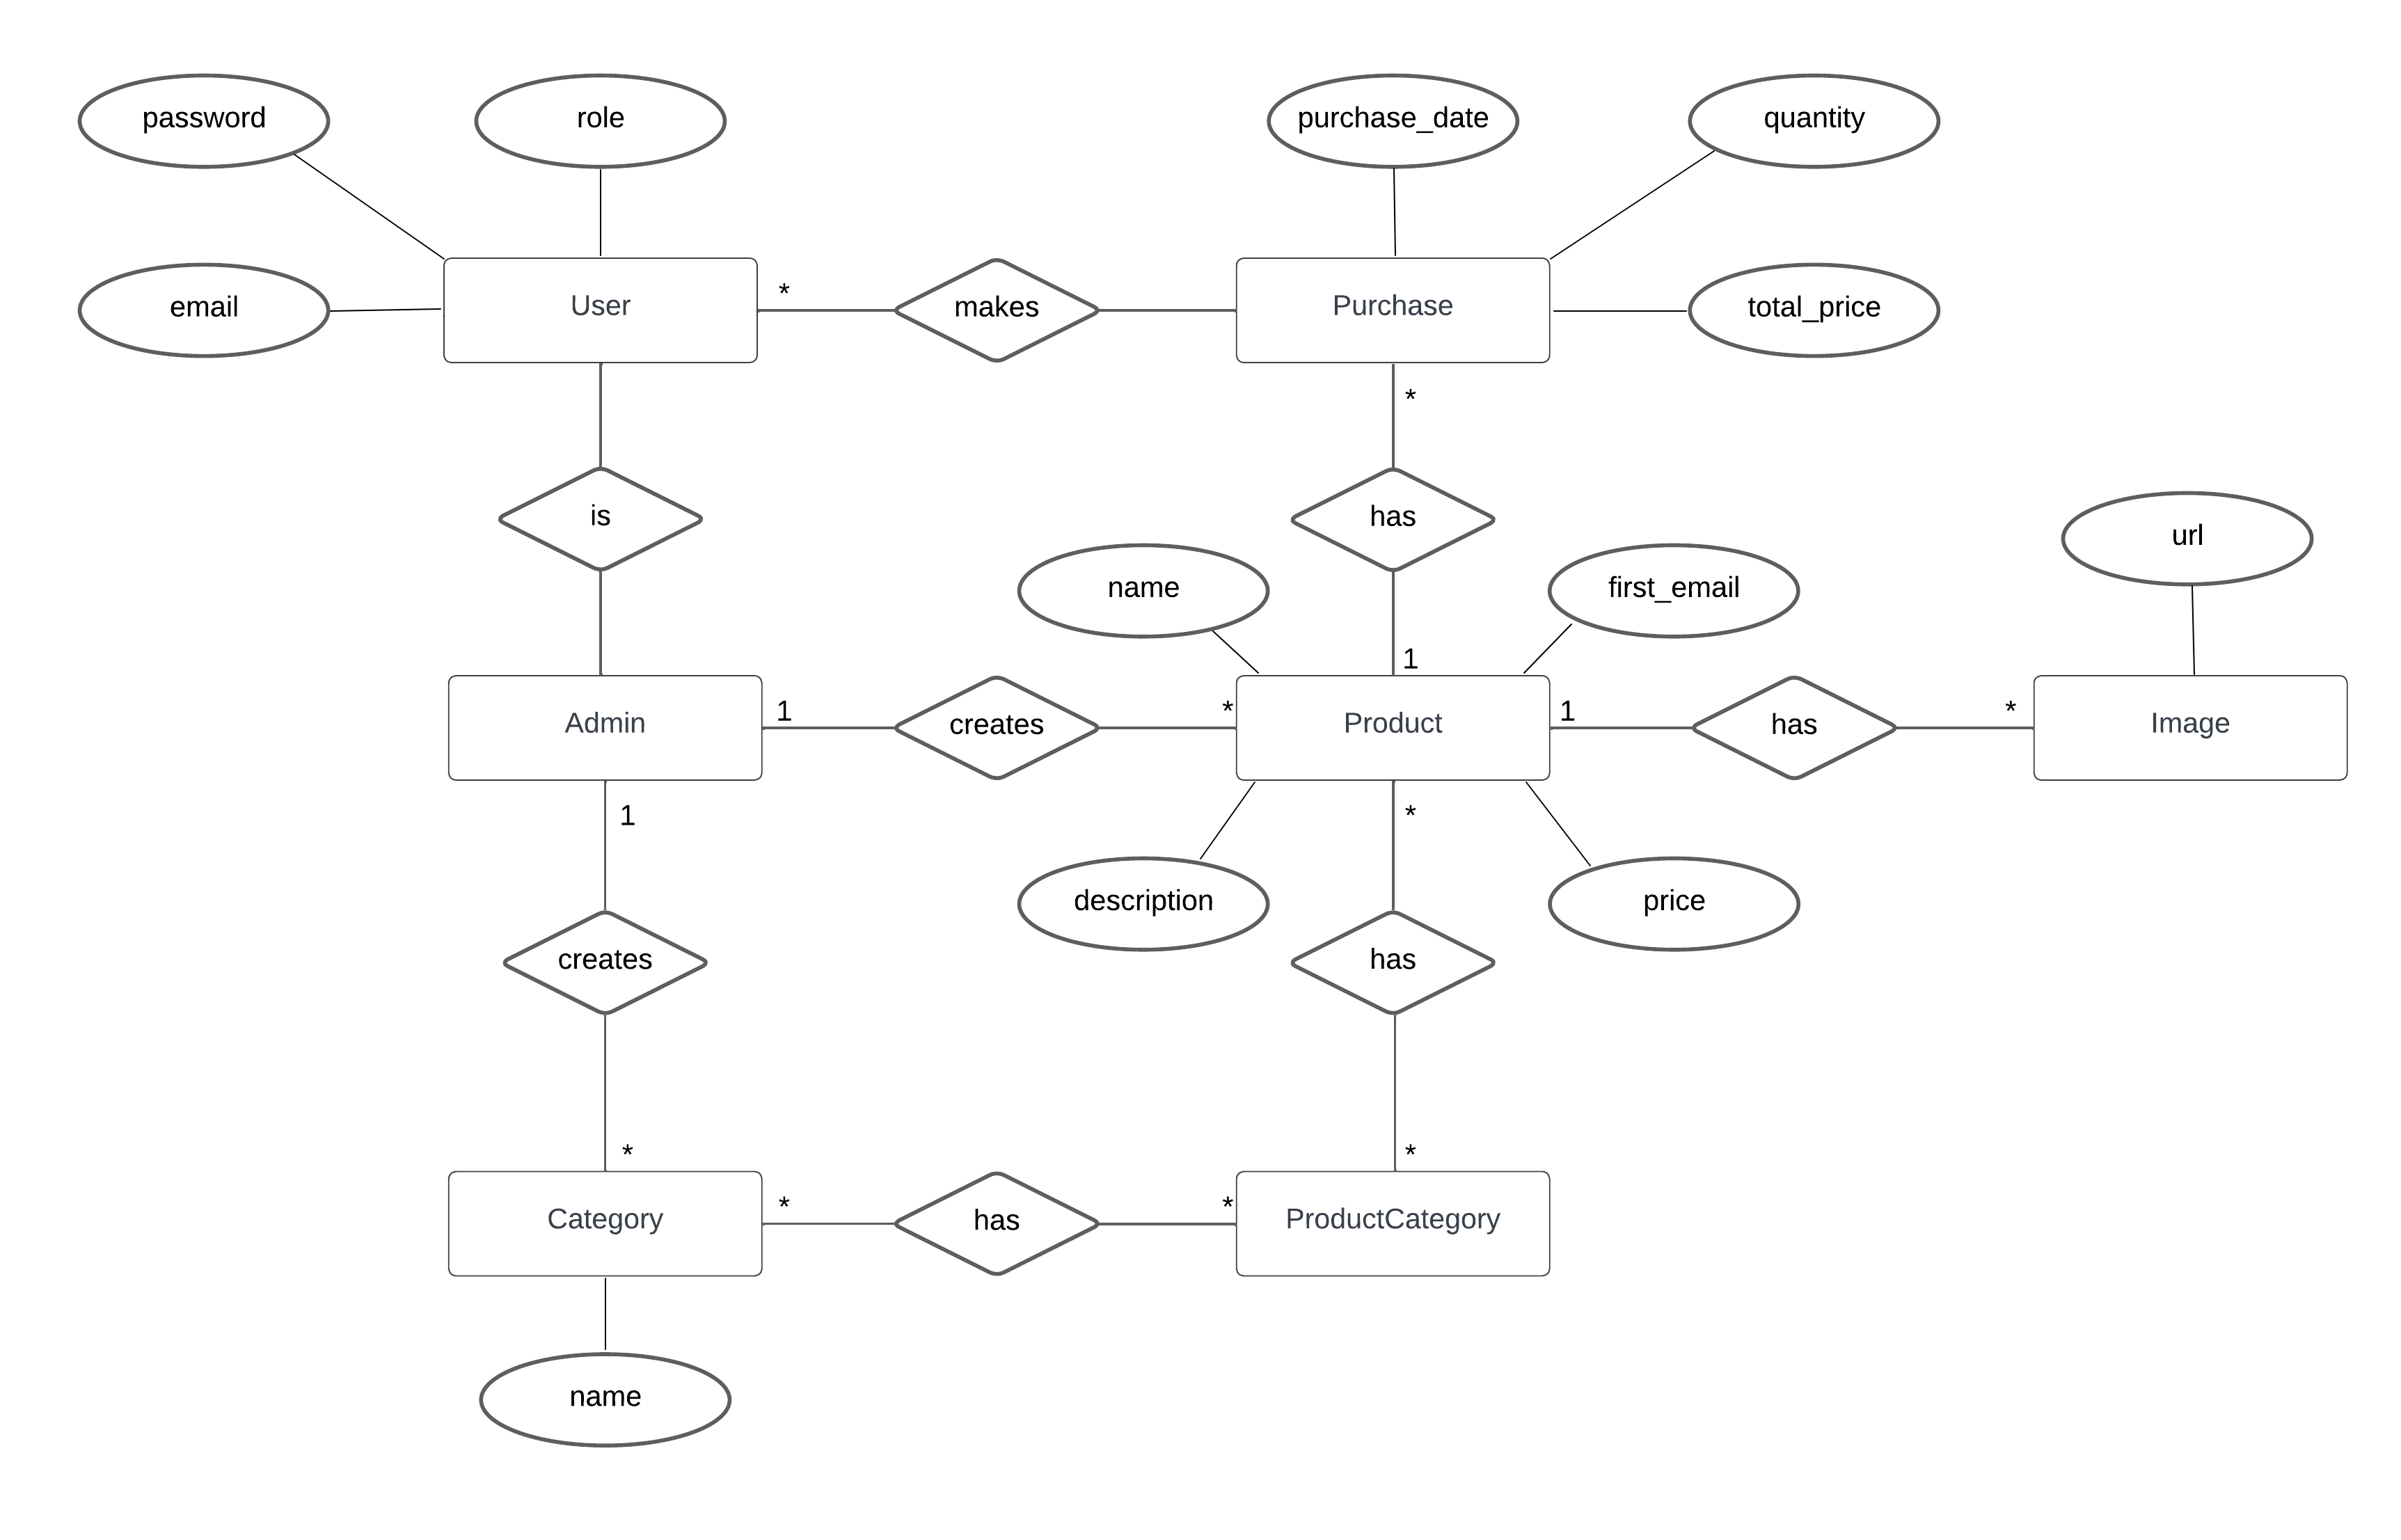 password
role
purchase_date
quantity
email
User
*
makes
Purchase
total_price
*
is
has
url
name
first_email
1
Admin
1
creates
*
Product
1
has
*
Image
1
*
description
price
creates
has
*
*
Category
*
has
*
ProductCategory
name